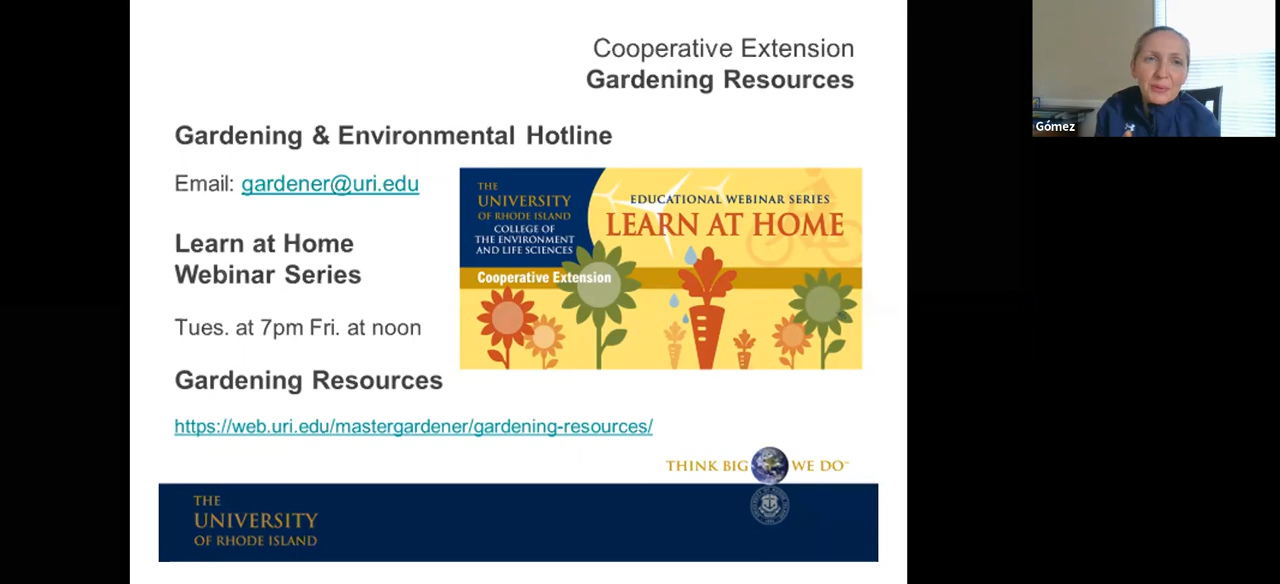 Cooperative Extension
Gardening Resources
Gómez
Gardening & Environmental Hotline
Email: gardener@uri.edu
THE
UNIVERSITY
OF RHODE ISLAND
COLLEGE OF
THE ENVIRONMENT
AND LIFE SCIENCES
Cooperative Extension
EDUCATIONAL WEBINAR SERIES
LEARN AT HOME
Learn at Home
Webinar Series
Tues. at 7pm Fri. at noon
Gardening Resources
https://web.uri.edu/mastergardener/gardening-resources/
THINK BIG WE DO™
THE
UNIVERSITY
OF RHODE ISLAND